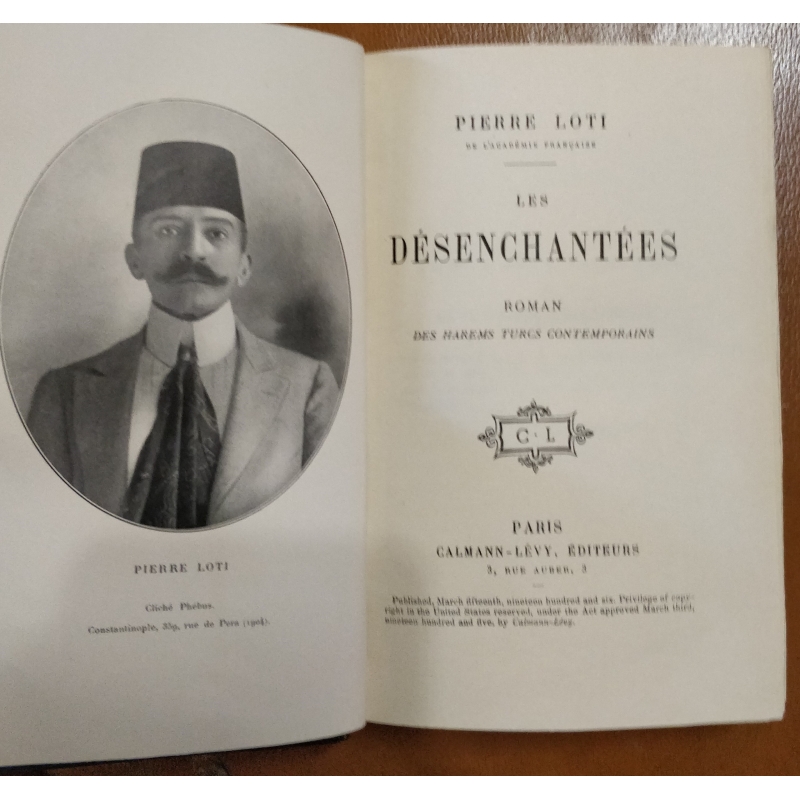 PIERRE LOTI
Cliché Phébus.
Constantinople, 359, rue de Pera (1904).
PIERRE LOTI
DE L'ACADÉMIE FRANÇAISE
LES
DÉSENCHANTÉES
ROMAN
DES HAREMS TURCS CONTEMPORAINS
C · L
PARIS
CALMANN-LÉVY, ÉDITEURS
3, RUE AUBER, 3
Published, March fifteenth, nineteen hundred and six. Privilege of copy-
right in the United States reserved, under the Act approved March third,
nineteen hundred and five, by Calmann-Lévy.